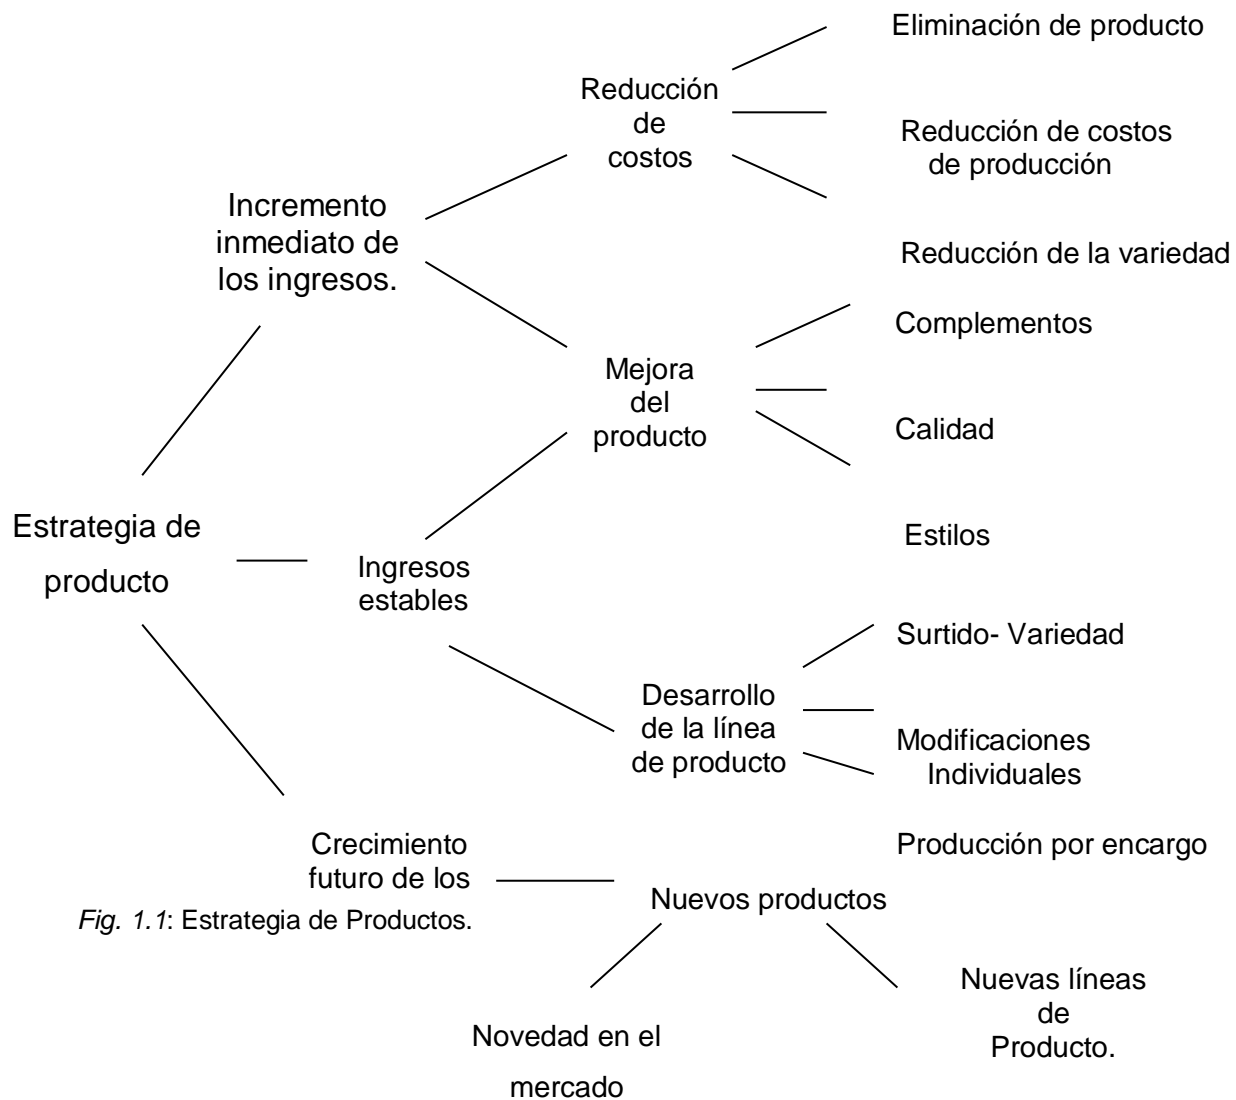 Eliminación de producto
Reducción
de
costos
Reducción de costos
de producción
Incremento
inmediato de
los ingresos.
Reducción de la variedad
Complementos
Mejora
del
producto
Calidad
Estrategia de
producto
Estilos
Ingresos
estables
Surtido- Variedad
Desarrollo
de la línea
de producto
Modificaciones
Individuales
Crecimiento
futuro de los
Producción por encargo
Nuevos productos
Fig. 1.1: Estrategia de Productos.
Nuevas líneas
de
Producto.
Novedad en el
mercado